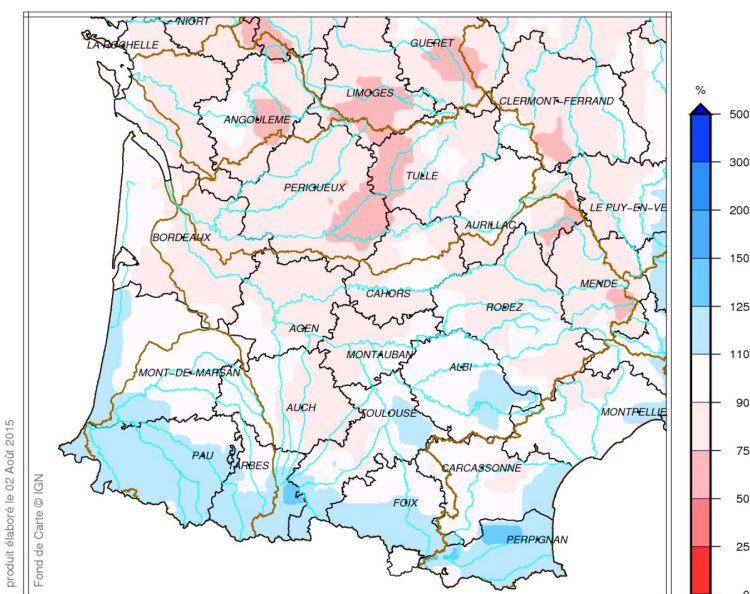 NIORT
LA ROCHELLE
GUERET
LIMOGES
CLERMONT-FERRAND
ANGOULEME
TULLE
PERIGUEUX
LE PUY-EN-VE
AURILLAC
BORDEAUX
MENDE
CAHORS
RODEZ
AGEN
MONTAUBAN
ALBI
MONT-DE-MARSAN
AUCH
TOULOUSE
MONTPELLIE
PAU
TARBES
CARCASSONNE
FOIX
PERPIGNAN
%
500
300
200
150
125
110
90
75
50
25
0
produit élaboré le 02 Août 2015
Fond de Carte © IGN